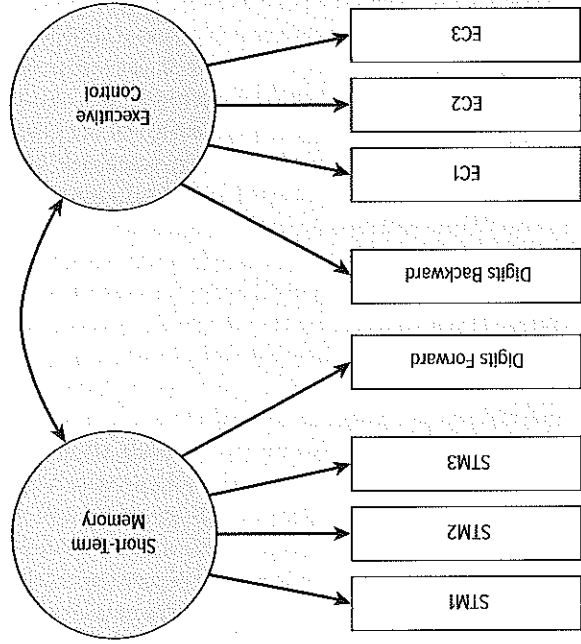 STM1
STM2
STM3
Digits Forward
Digits Backward
EC1
EC2
EC3
Short-Term
Memory
Executive
Control